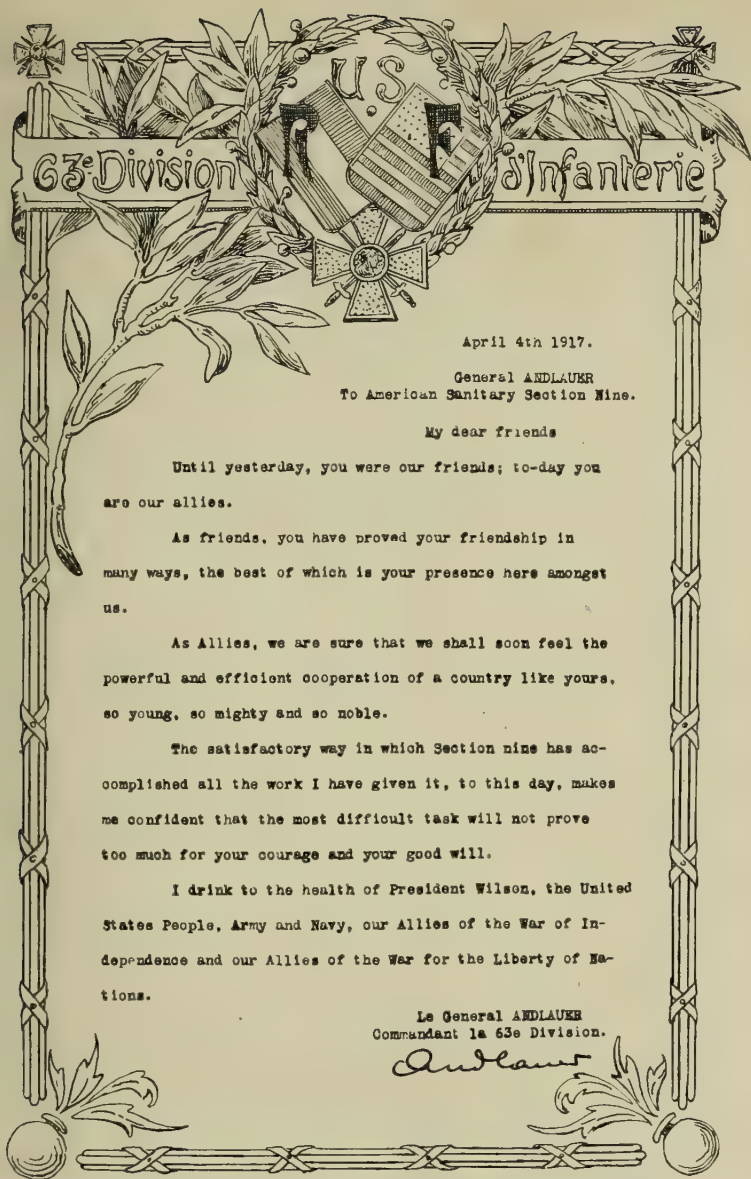 U S
R F
63e Division d'Infanterie
April 4th 1917.
General ANDLAUER
To American Sanitary Section Nine.
My dear friends
Until yesterday, you were our friends; to-day you
are our allies.
As friends, you have proved your friendship in
many ways, the best of which is your presence here amongst
us.
As Allies, we are sure that we shall soon feel the
powerful and efficient cooperation of a country like yours,
so young, so mighty and so noble.
The satisfactory way in which Section nine has ac-
complished all the work I have given it, to this day, makes
me confident that the most difficult task will not prove
too much for your courage and your good will.
I drink to the health of President Wilson, the United
States People, Army and Navy, our Allies of the War of In-
dependence and our Allies of the War for the Liberty of Na-
tions.
Le General ANDLAUER
Commandant la 63e Division.
Andlauer